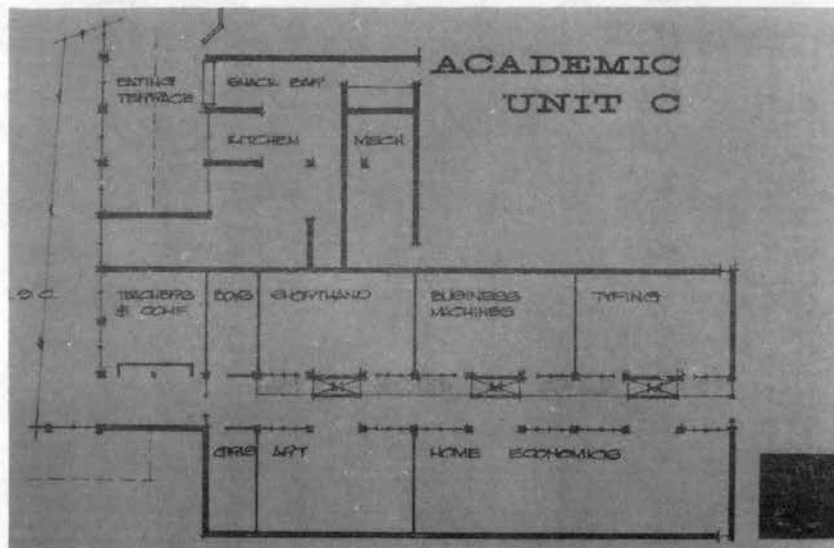 ACADEMIC
UNIT C
EATING
TERRACE
SNACK BAR
KITCHEN
MECH.
TEACHERS
& CONF.
BOYS
SHORTHAND
BUSINESS
MACHINES
TYPING
GIRLS
ART
HOME ECONOMICS